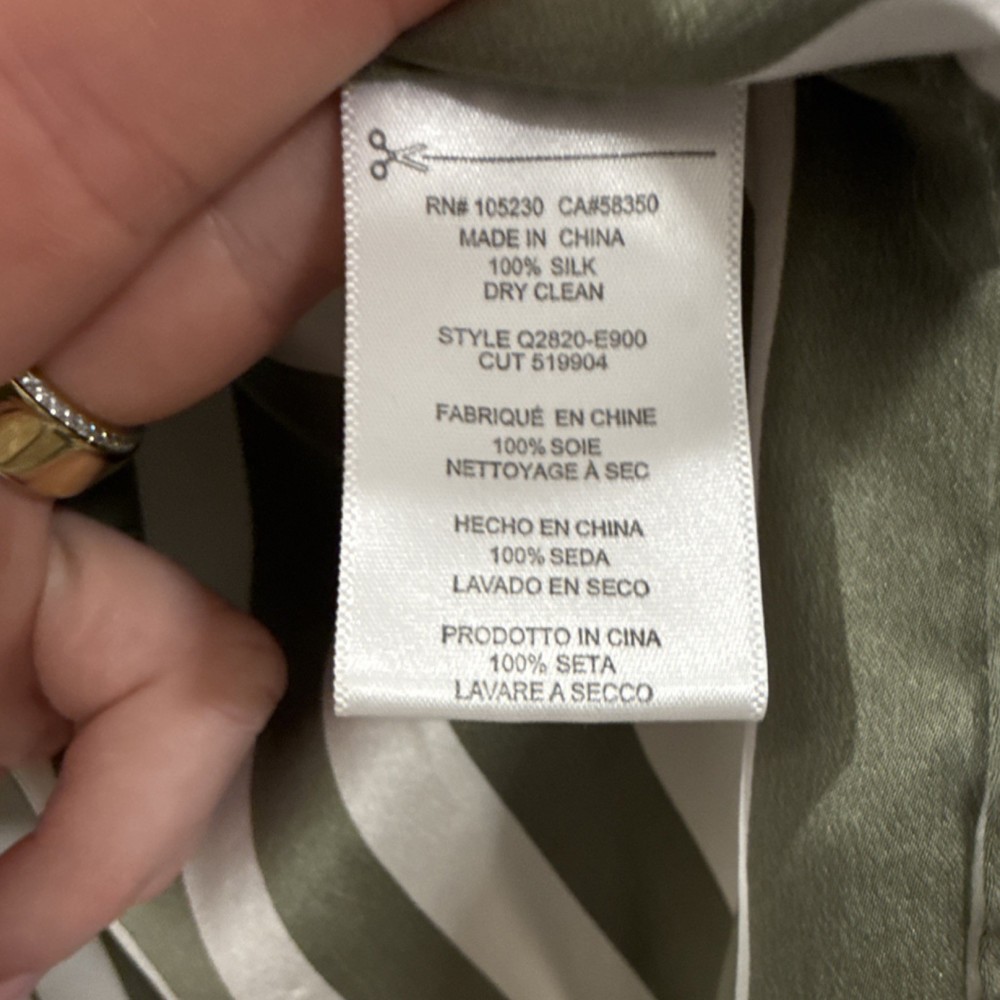 RN# 105230 CA#58350
MADE IN CHINA
100% SILK
DRY CLEAN
STYLE Q2820-E900
CUT 519904
FABRIQUÉ EN CHINE
100% SOIE
NETTOYAGE À SEC
HECHO EN CHINA
100% SEDA
LAVADO EN SECO
PRODOTTO IN CINA
100% SETA
LAVARE A SECCO